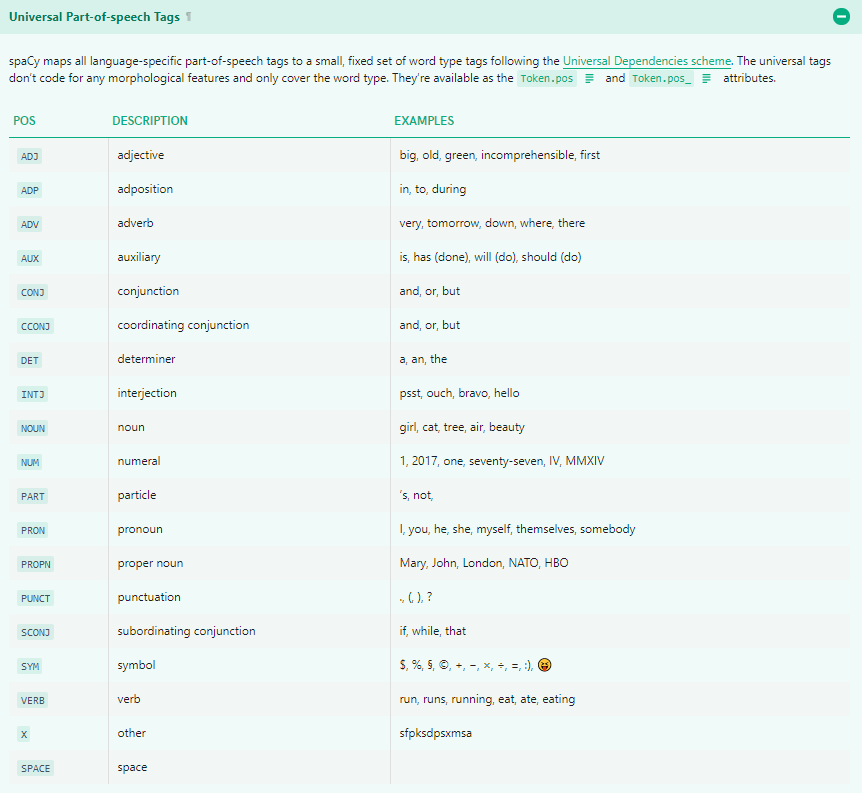 Universal Part-of-speech Tags ¶
spaCy maps all language-specific part-of-speech tags to a small, fixed set of word type tags following the Universal Dependencies scheme. The universal tags
don't code for any morphological features and only cover the word type. They're available as the Token.pos and Token.pos_ attributes.
POS DESCRIPTION EXAMPLES
ADJ adjective big, old, green, incomprehensible, first
ADP adposition in, to, during
ADV adverb very, tomorrow, down, where, there
AUX auxiliary is, has (done), will (do), should (do)
CONJ conjunction and, or, but
CCONJ coordinating conjunction and, or, but
DET determiner a, an, the
INTJ interjection psst, ouch, bravo, hello
NOUN noun girl, cat, tree, air, beauty
NUM numeral 1, 2017, one, seventy-seven, IV, MMXIV
PART particle 's, not,
PRON pronoun I, you, he, she, myself, themselves, somebody
PROPN proper noun Mary, John, London, NATO, HBO
PUNCT punctuation ., (, ), ?
SCONJ subordinating conjunction if, while, that
SYM symbol $, %, §, ©, +, −, ×, ÷, =, :), 😝
VERB verb run, runs, running, eat, ate, eating
X other sfpksdpsxmsa
SPACE space